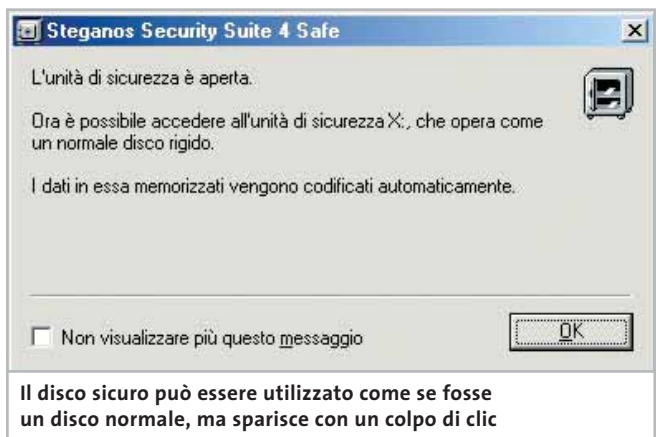 Steganos Security Suite 4 Safe
L'unità di sicurezza è aperta.
Ora è possibile accedere all'unità di sicurezza X:, che opera come
un normale disco rigido.
I dati in essa memorizzati vengono codificati automaticamente.
Non visualizzare più questo messaggio
OK
Il disco sicuro può essere utilizzato come se fosse
un disco normale, ma sparisce con un colpo di clic